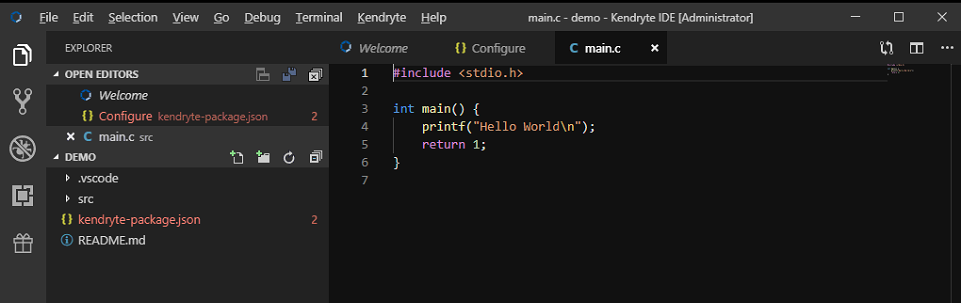 File Edit Selection View Go Debug Terminal Kendryte Help main.c - demo - Kendryte IDE [Administrator]
EXPLORER
Welcome {} Configure C main.c
OPEN EDITORS
Welcome
{} Configure kendryte-package.json 2
C main.c src
DEMO
.vscode
src
{} kendryte-package.json 2
README.md
1 #include <stdio.h>
2
3 int main() {
4 printf("Hello World\n");
5 return 1;
6 }
7